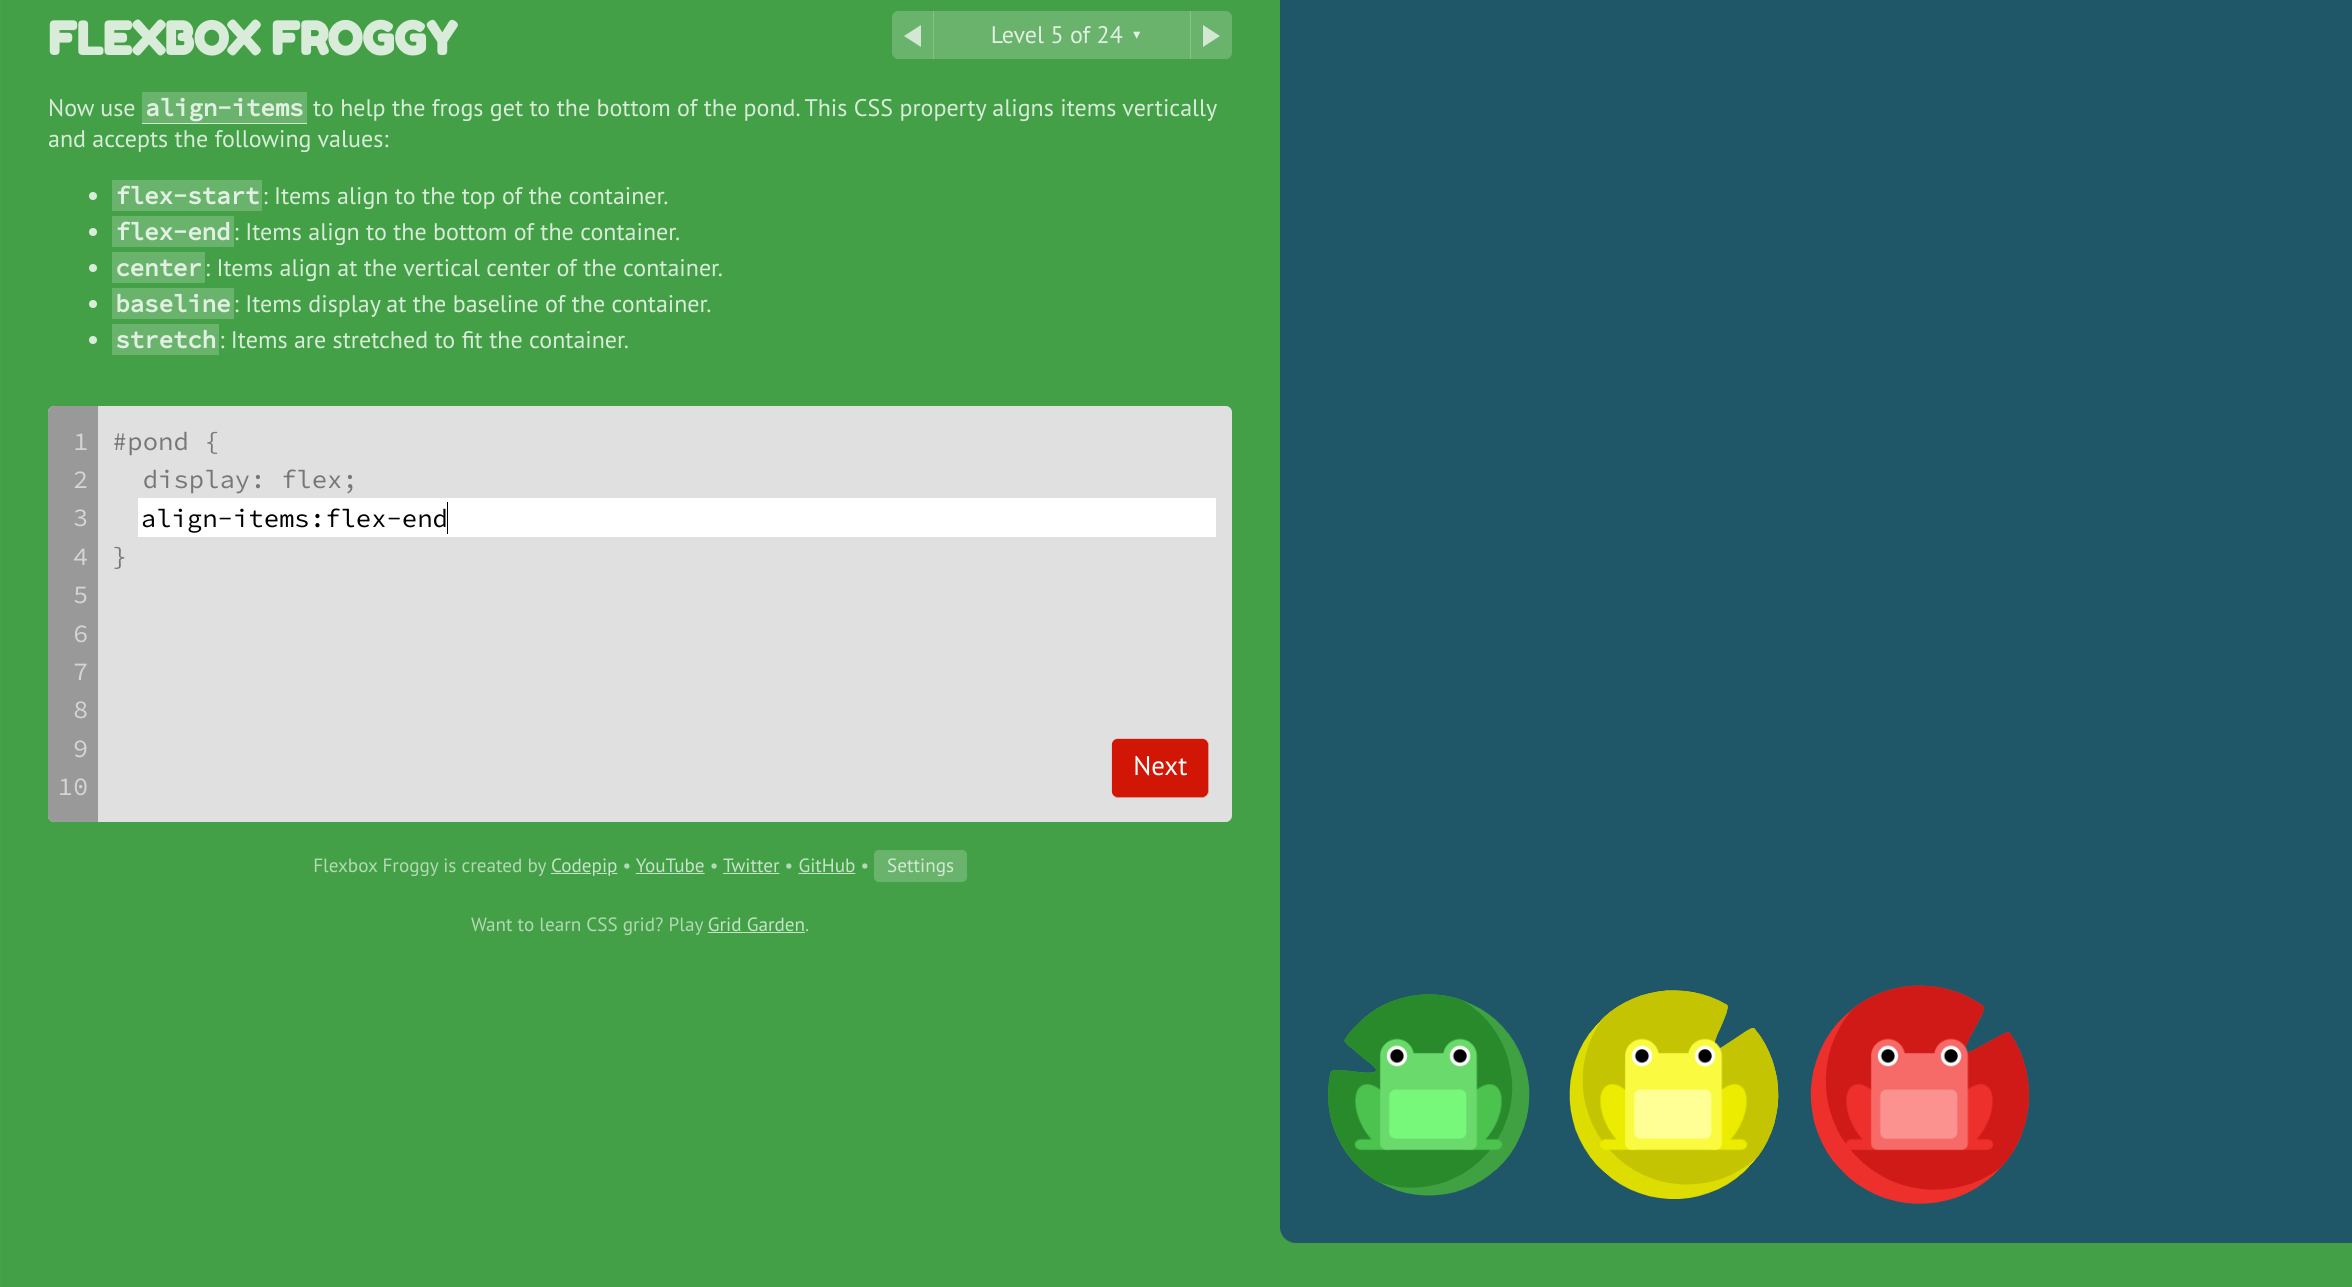 FLEXBOX FROGGY
Level 5 of 24
Now use align-items to help the frogs get to the bottom of the pond. This CSS property aligns items vertically
and accepts the following values:
flex-start: Items align to the top of the container.
flex-end: Items align to the bottom of the container.
center: Items align at the vertical center of the container.
baseline: Items display at the baseline of the container.
stretch: Items are stretched to fit the container.
1 #pond {
2 display: flex;
3 align-items:flex-end
4 }
5
6
7
8
9
10
Next
Flexbox Froggy is created by Codepip • YouTube • Twitter • GitHub • Settings
Want to learn CSS grid? Play Grid Garden.